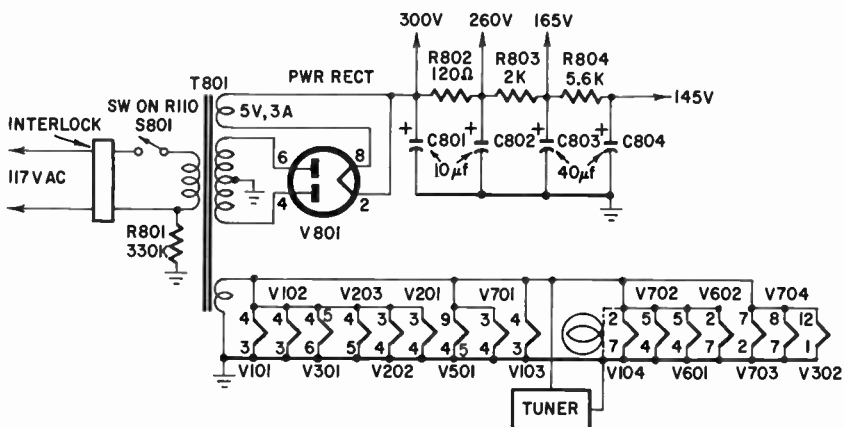 300V 260V 165V
R802 R803 R804
T801 PWR RECT 120Ω 2K 5.6K
145V
SW ON R110 5V, 3A
INTERLOCK S801
+ + + +
6 8 C801 C802 C803 C804
117V AC 10µf 40µf
4 2
R801 V801
330K
V102 V203 V201 V701 V702 V602 V704
4 4 5 4 4 3 3 9 3 4 2 5 5 2 7 8 12
3 3 6 5 4 4 5 4 3 7 4 4 7 2 7 1
V101 V301 V202 V501 V103 V104 V601 V703 V302
TUNER